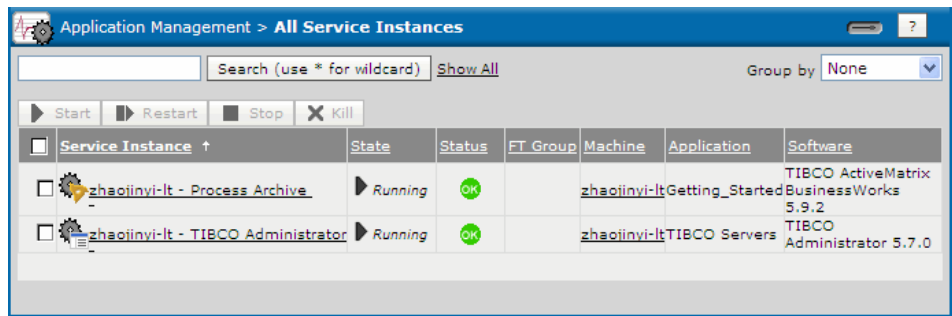 Application Management > All Service Instances ?
Search (use * for wildcard) Show All Group by None
Start Restart Stop Kill
Service Instance ↑ State Status FT Group Machine Application Software
zhaojinyi-lt - Process Archive Running OK zhaojinyi-lt Getting_Started TIBCO ActiveMatrix
BusinessWorks
5.9.2
zhaojinyi-lt - TIBCO Administrator Running OK zhaojinyi-lt TIBCO Servers TIBCO
Administrator 5.7.0